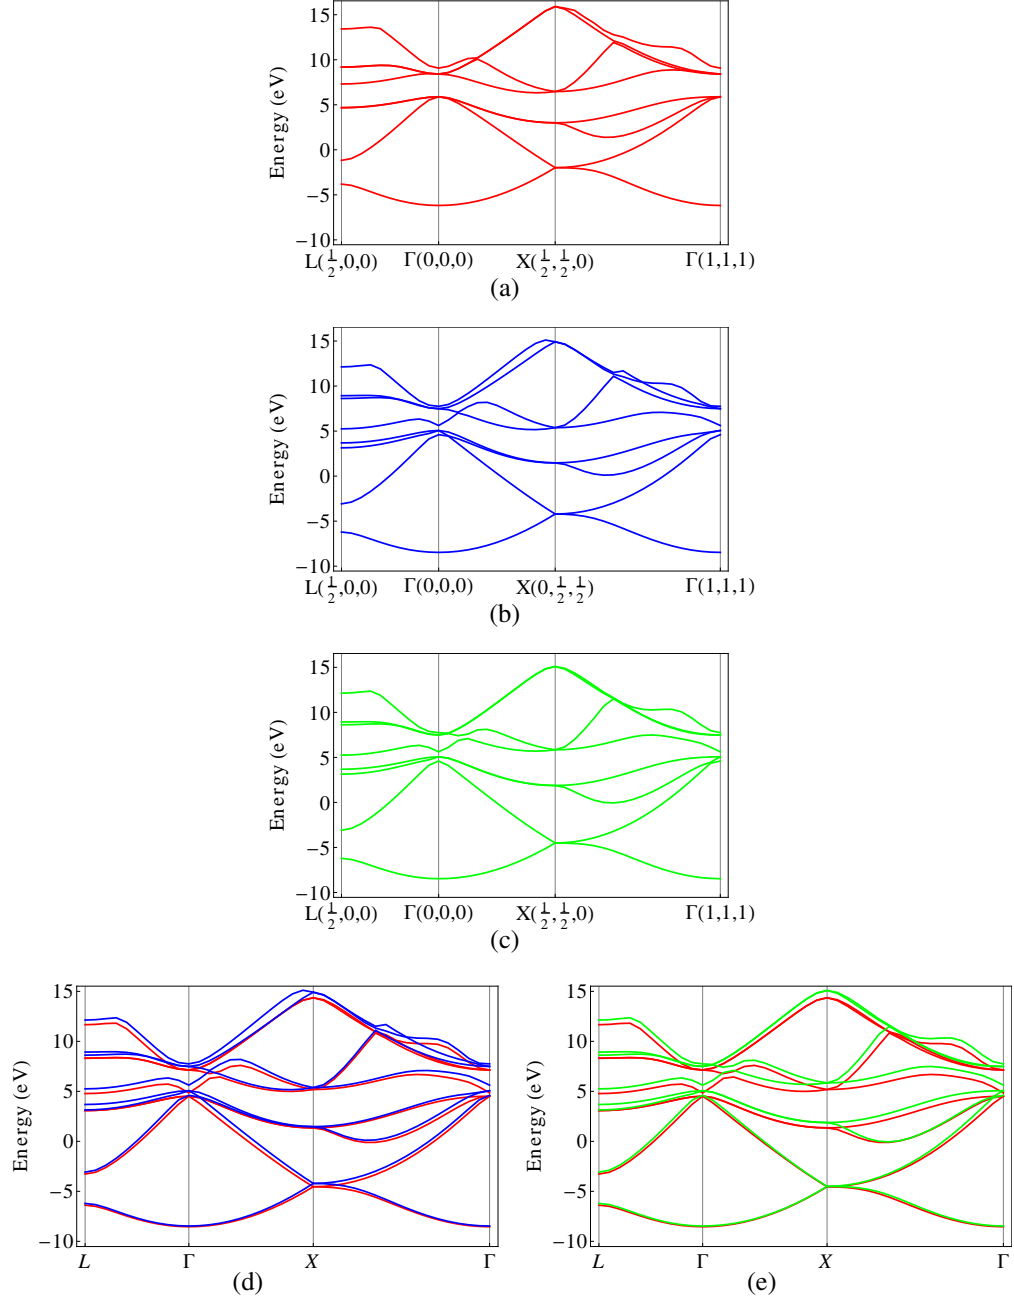 15
10
5
0
−5
−10
Energy (eV)
L(1/2,0,0) Γ(0,0,0) X(1/2,1/2,0) Γ(1,1,1)
(a)
15
10
5
0
−5
−10
Energy (eV)
L(1/2,0,0) Γ(0,0,0) X(0,1/2,1/2) Γ(1,1,1)
(b)
15
10
5
0
−5
−10
Energy (eV)
L(1/2,0,0) Γ(0,0,0) X(1/2,1/2,0) Γ(1,1,1)
(c)
15
10
5
0
−5
−10
Energy (eV)
L Γ X Γ
(d)
15
10
5
0
−5
−10
Energy (eV)
L Γ X Γ
(e)